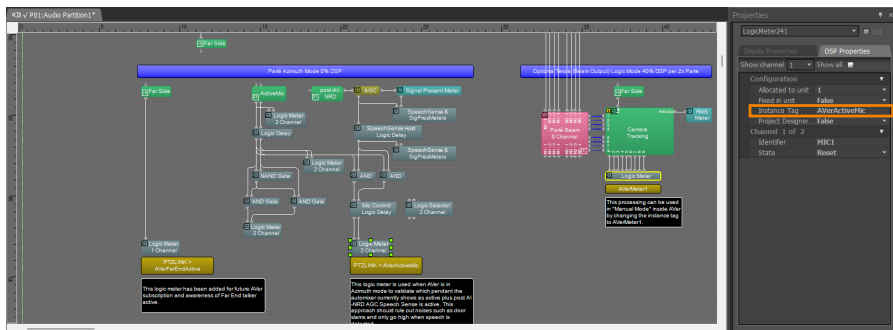 P01:Audio Partition1*
Properties
LogicMeter241
Display Properties
DSP Properties
Show channel 1
Show all
Configuration
Allocated to unit 1
Fixed in unit False
Instance Tag AVerActiveMic
Project Designer... False
Channel 1 of 2
Identifier MIC1
State Reset
Far Side
Parlé Azimuth Mode 0% DSP
Optional Tesira (Beam Output) Logic Mode 40% DSP per 2x Parle
Far Side
ActiveMic
post-AI-NRD
AGC
Signal Present Meter
Far Side
Logic Meter
2 Channel
SpeechSense &
SigPresMeters
Logic Delay
SpeechSense Hold
Logic Delay
Parlé Beam
8 Channel
Camera
Tracking
RMS
Meter
SpeechSense &
SigPresMeters
Logic Meter
2 Channel
NAND Gate
AND
AND
Logic Meter
AVerMeter1
AND Gate
AND Gate
Mic Commit
Logic Delay
Logic Selector
2 Channel
This processing can be used
in "Manual Mode" inside AVer
by changing the instance tag
to AVerMeter1.
Logic Meter
2 Channel
Logic Meter
1 Channel
Logic Meter
2 Channel
PTZLINK >
AVerFarEndActive
PTZLINK > AVerActiveMic
This logic meter has been added for future AVer
subscription and awareness of Far End talker
active.
This logic meter is used when AVer is in
Azimuth mode to validate which pendant the
automixer currently shows as active plus post AI
-NRD AGC Speech Sense is active. This
approach should rule out noises such as door
slams and only go high when speech is